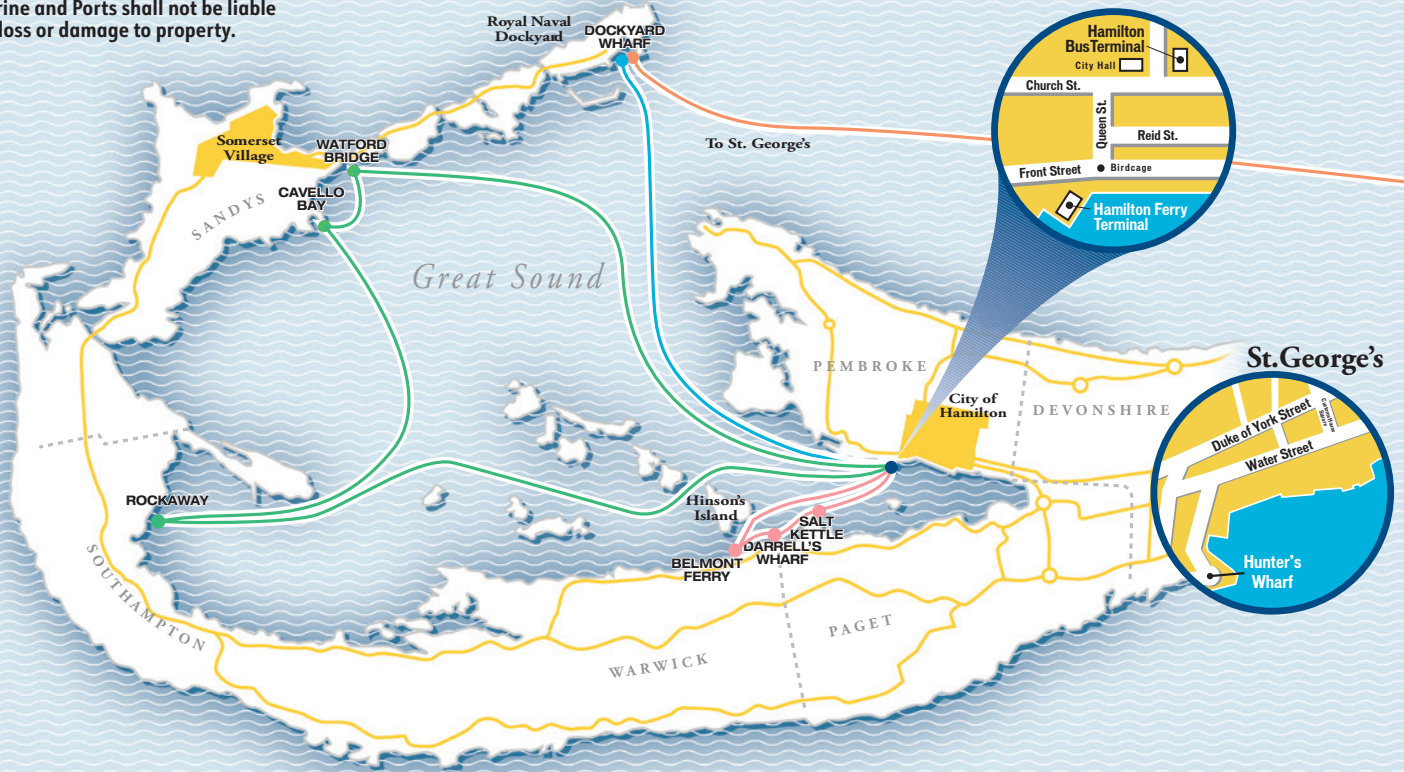 rine and Ports shall not be liable
loss or damage to property.
Royal Naval
Dockyard
DOCKYARD
WHARF
Hamilton
Bus Terminal
City Hall
Church St.
Queen St.
Reid St.
Front Street
Birdcage
Hamilton Ferry
Terminal
To St. George's
Somerset
Village
WATFORD
BRIDGE
CAVELLO
BAY
SANDYS
Great Sound
PEMBROKE
City of
Hamilton
DEVONSHIRE
St.George's
Duke of York Street
Water Street
Hunter's
Wharf
ROCKAWAY
Hinson's
Island
SALT
KETTLE
DARRELL'S
WHARF
BELMONT
FERRY
SOUTHAMPTON
WARWICK
PAGET